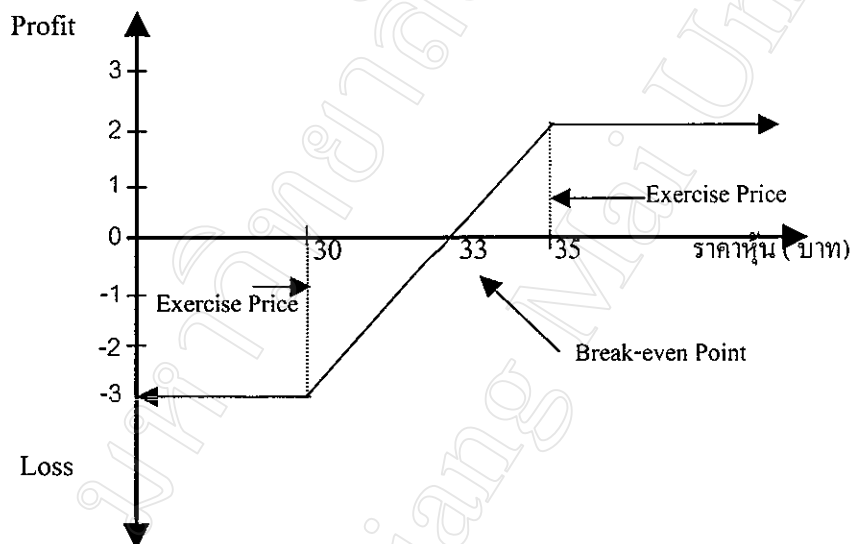 Profit
3
2
1
Exercise Price
0
30 33 35 ราคาหุ้น ( บาท)
-1
Exercise Price
-2
Break-even Point
-3
Loss